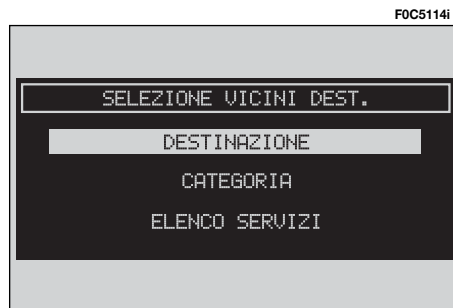 F0C5114i
SELEZIONE VICINI DEST.
DESTINAZIONE
CATEGORIA
ELENCO SERVIZI